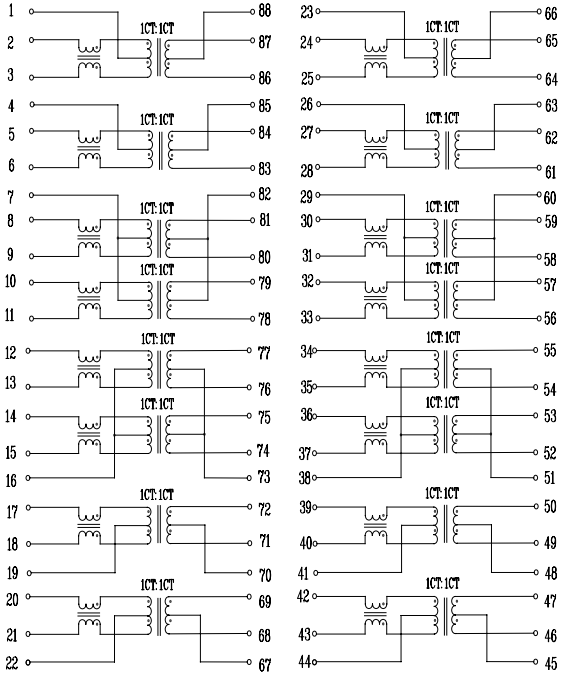 1 88 23 66
1CT:1CT 1CT:1CT
2 87 24 65
3 86 25 64
4 85 26 63
1CT:1CT 1CT:1CT
5 84 27 62
6 83 28 61
7 82 29 60
1CT:1CT 1CT:1CT
8 81 30 59
9 80 31 58
1CT:1CT 1CT:1CT
10 79 32 57
11 78 33 56
1CT:1CT 1CT:1CT
12 77 34 55
13 76 35 54
1CT:1CT 1CT:1CT
14 75 36 53
15 74 37 52
16 73 38 51
1CT:1CT 1CT:1CT
17 72 39 50
18 71 40 49
19 70 41 48
1CT:1CT 1CT:1CT
20 69 42 47
21 68 43 46
22 67 44 45